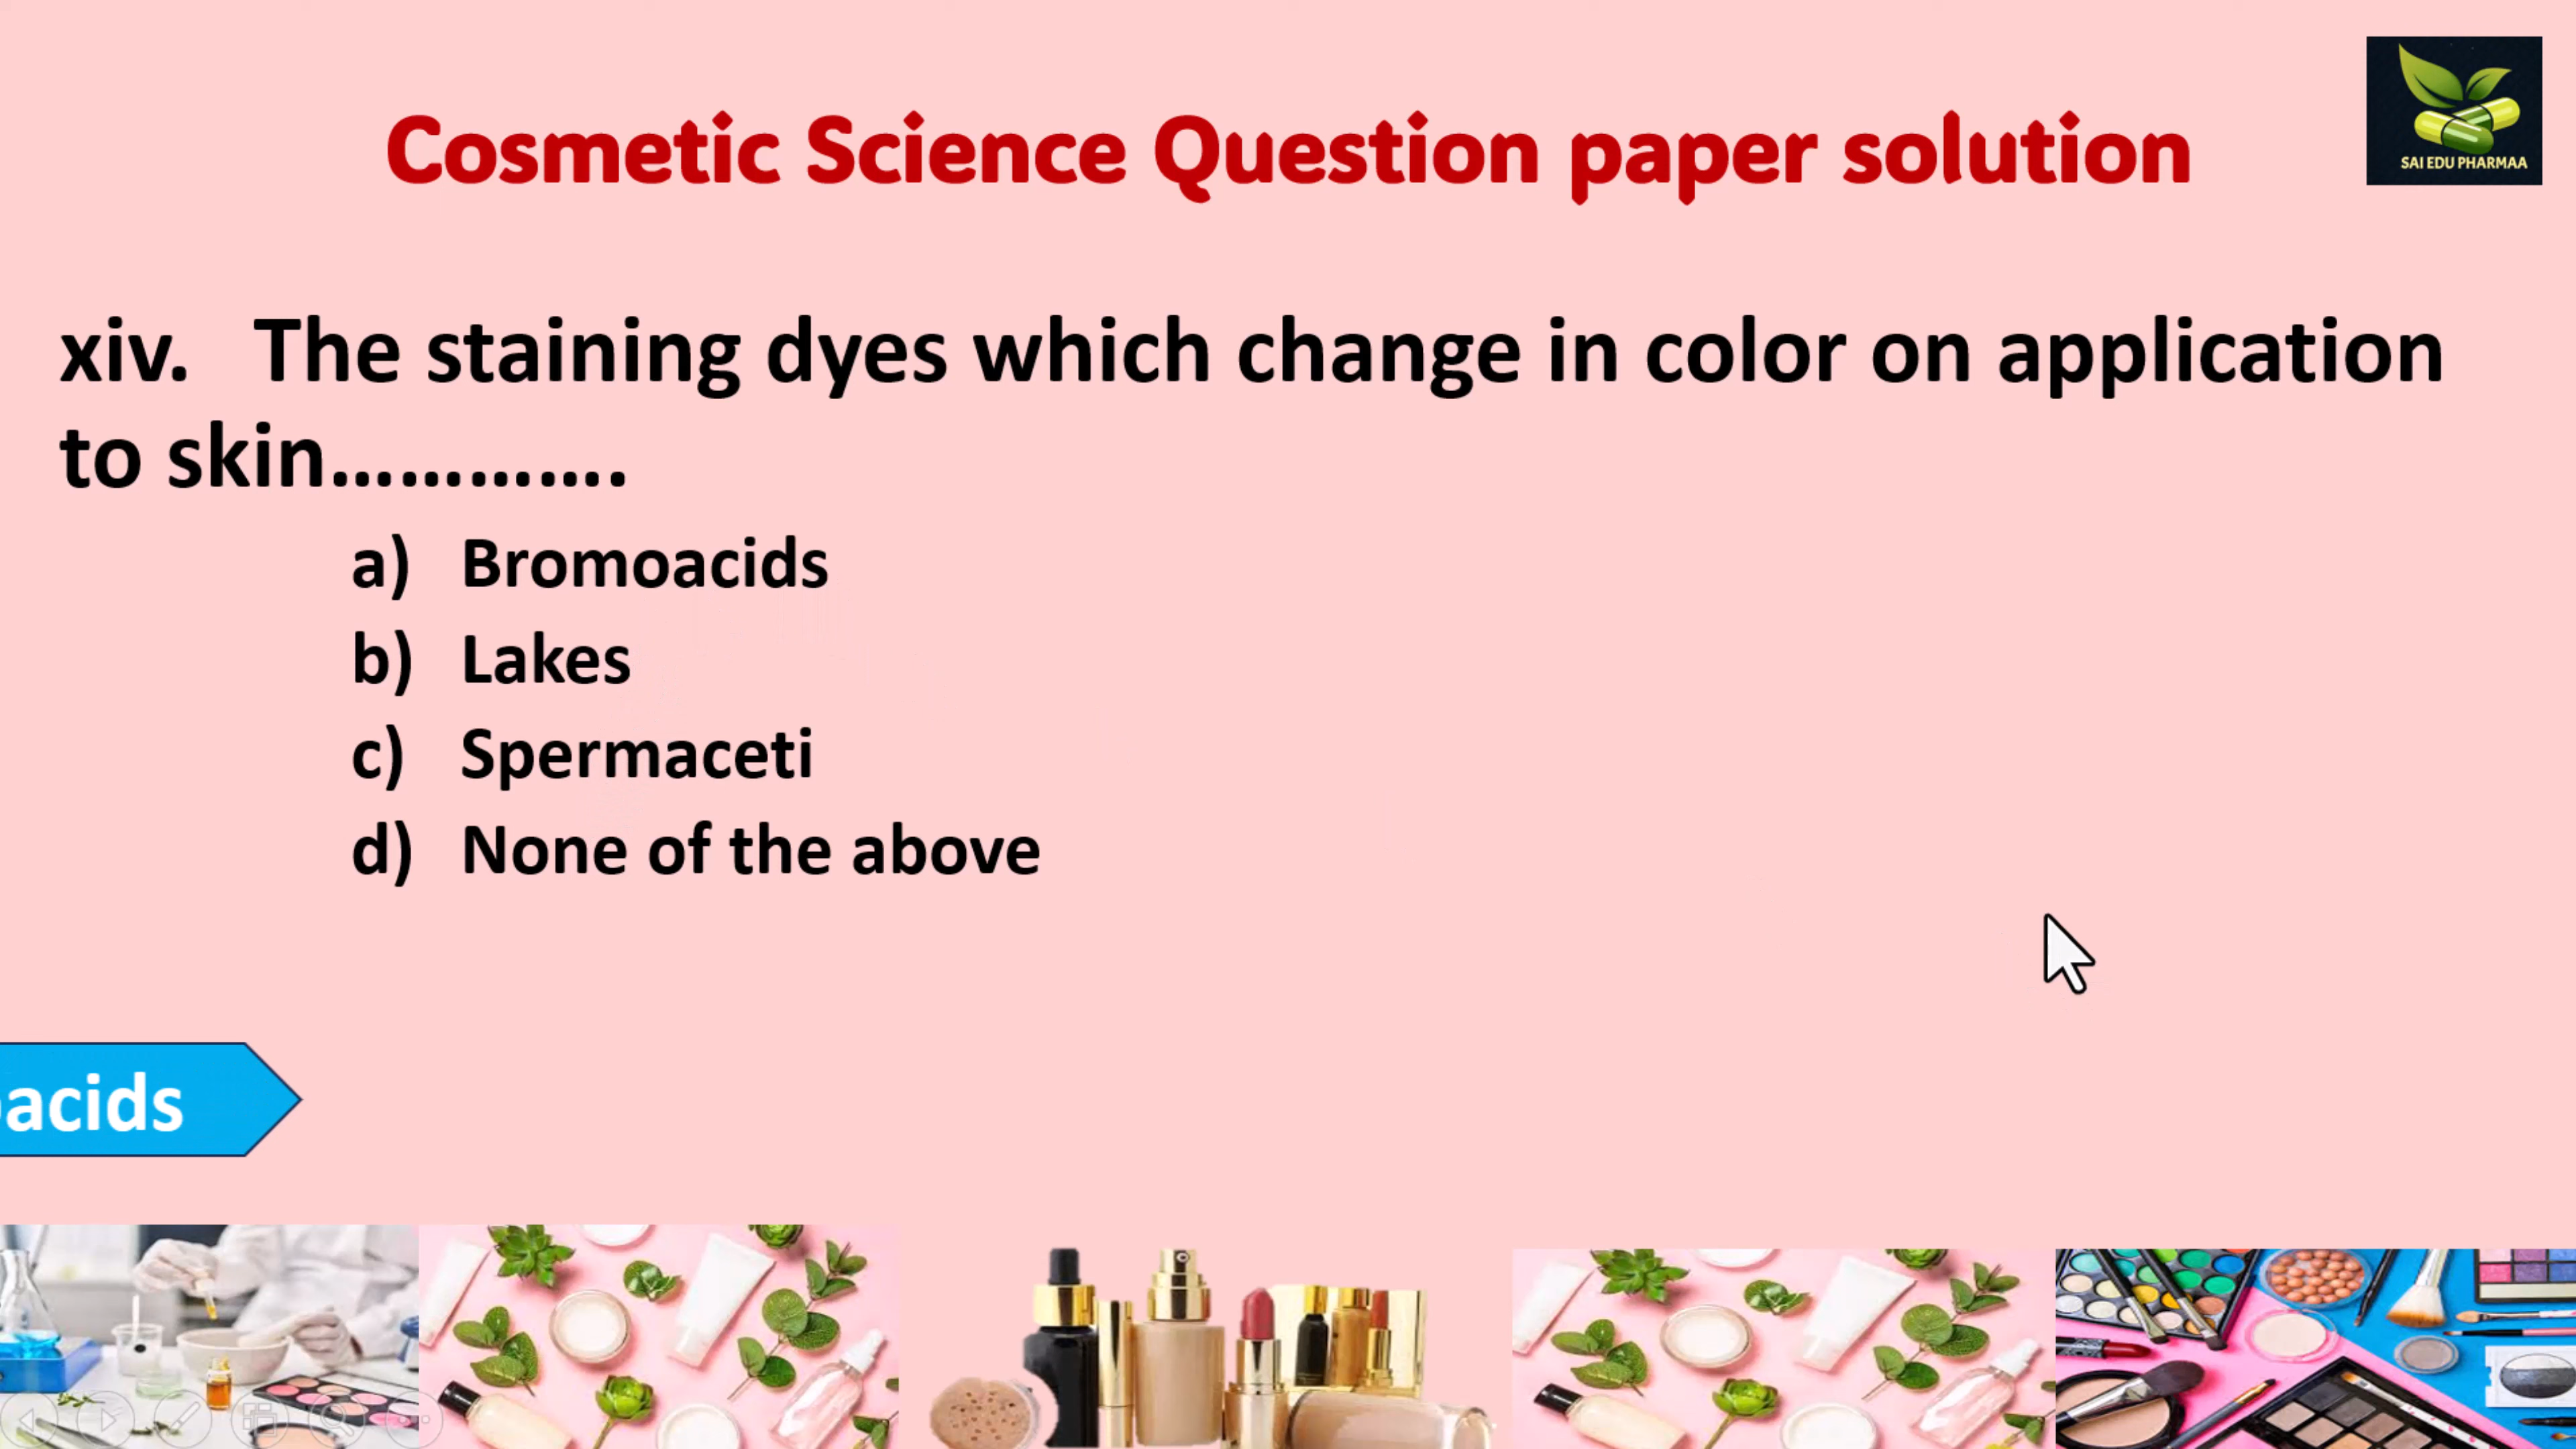 Cosmetic Science Question paper solution
SAI EDU PHARMAA
xiv. The staining dyes which change in color on application
to skin.............
a) Bromoacids
b) Lakes
c) Spermaceti
d) None of the above
acids